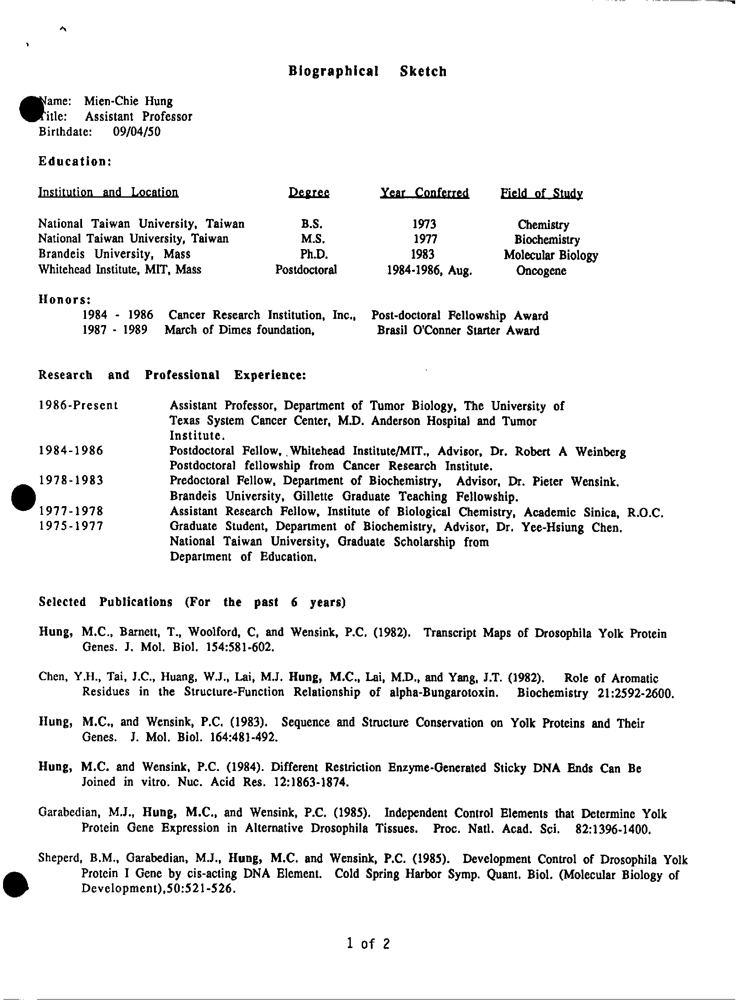 Biographical Sketch
Name: Mien-Chie Hung
Title: Assistant Professor
Birthdate: 09/04/50
Education:
Institution and Location Degree Year Conferred Field of Study
National Taiwan University, Taiwan B.S. 1973 Chemistry
National Taiwan University, Taiwan M.S. 1977 Biochemistry
Brandeis University, Mass Ph.D. 1983 Molecular Biology
Whitehead Institute, MIT, Mass Postdoctoral 1984-1986, Aug. Oncogene
Honors:
1984 - 1986 Cancer Research Institution, Inc., Post-doctoral Fellowship Award
1987 - 1989 March of Dimes foundation, Brasil O'Conner Starter Award
Research and Professional Experience:
1986-Present Assistant Professor, Department of Tumor Biology, The University of
Texas System Cancer Center, M.D. Anderson Hospital and Tumor
Institute.
1984-1986 Postdoctoral Fellow, Whitehead Institute/MIT., Advisor, Dr. Robert A Weinberg
Postdoctoral fellowship from Cancer Research Institute.
1978-1983 Predoctoral Fellow, Department of Biochemistry, Advisor, Dr. Pieter Wensink.
Brandeis University, Gillette Graduate Teaching Fellowship.
1977-1978 Assistant Research Fellow, Institute of Biological Chemistry, Academic Sinica, R.O.C.
1975-1977 Graduate Student, Department of Biochemistry, Advisor, Dr. Yee-Hsiung Chen.
National Taiwan University, Graduate Scholarship from
Department of Education.
Selected Publications (For the past 6 years)
Hung, M.C., Barnett, T., Woolford, C, and Wensink, P.C. (1982). Transcript Maps of Drosophila Yolk Protein
Genes. J. Mol. Biol. 154:581-602.
Chen, Y.H., Tai, J.C., Huang, W.J., Lai, M.J. Hung, M.C., Lai, M.D., and Yang, J.T. (1982). Role of Aromatic
Residues in the Structure-Function Relationship of alpha-Bungarotoxin. Biochemistry 21:2592-2600.
Hung, M.C., and Wensink, P.C. (1983). Sequence and Structure Conservation on Yolk Proteins and Their
Genes. J. Mol. Biol. 164:481-492.
Hung, M.C. and Wensink, P.C. (1984). Different Restriction Enzyme-Generated Sticky DNA Ends Can Be
Joined in vitro. Nuc. Acid Res. 12:1863-1874.
Garabedian, M.J., Hung, M.C., and Wensink, P.C. (1985). Independent Control Elements that Determine Yolk
Protein Gene Expression in Alternative Drosophila Tissues. Proc. Natl. Acad. Sci. 82:1396-1400.
Sheperd, B.M., Garabedian, M.J., Hung, M.C. and Wensink, P.C. (1985). Development Control of Drosophila Yolk
Protein I Gene by cis-acting DNA Element. Cold Spring Harbor Symp. Quant. Biol. (Molecular Biology of
Development),50:521-526.
1 of 2